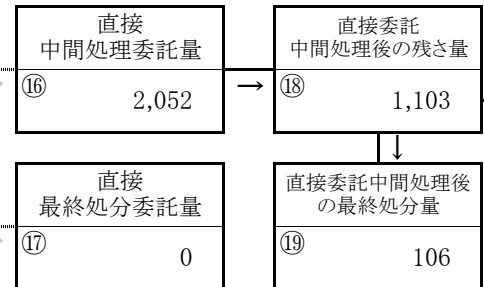 直接
中間処理委託量
⑯
2,052
→
直接委託
中間処理後の残さ量
⑱
1,103
↓
直接
最終処分委託量
⑰
0
直接委託中間処理後
の最終処分量
⑲
106